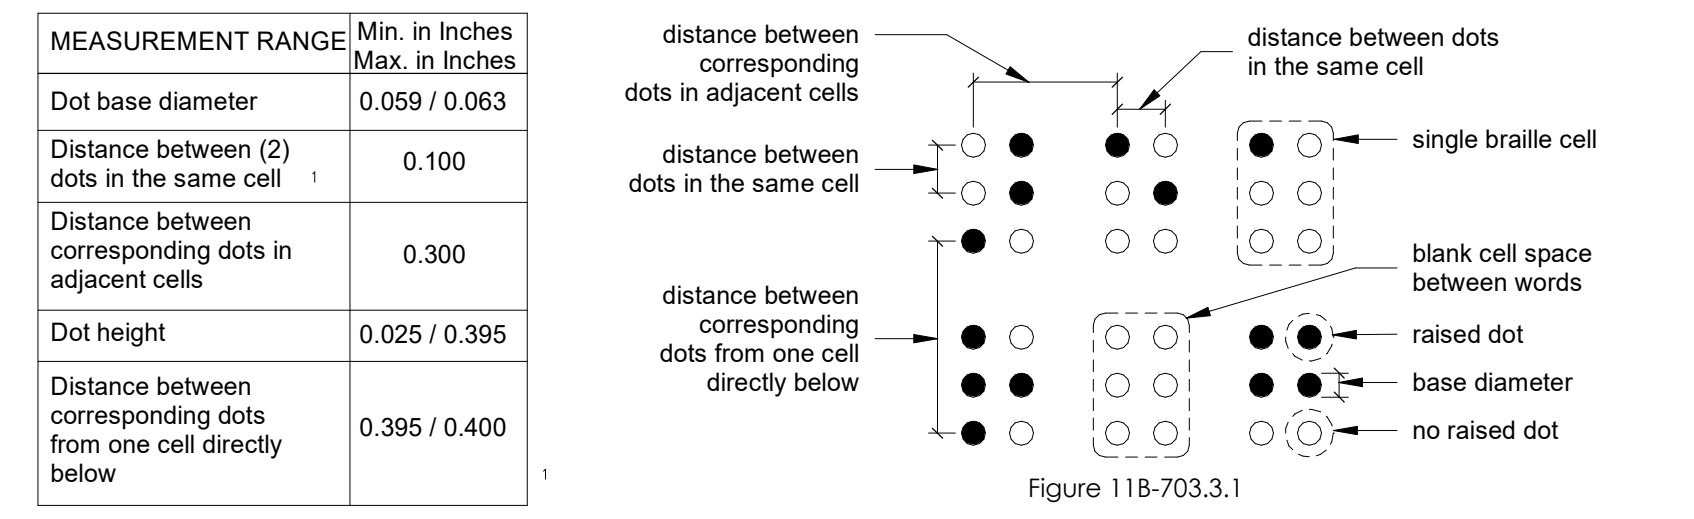 MEASUREMENT RANGE
Min. in Inches
Max. in Inches
Dot base diameter
0.059 / 0.063
Distance between (2)
dots in the same cell 1
0.100
Distance between
corresponding dots in
adjacent cells
0.300
Dot height
0.025 / 0.395
Distance between
corresponding dots
from one cell directly
below
0.395 / 0.400
1
distance between
corresponding
dots in adjacent cells
distance between dots
in the same cell
distance between
dots in the same cell
single braille cell
distance between
corresponding
dots from one cell
directly below
blank cell space
between words
raised dot
base diameter
no raised dot
Figure 11B-703.3.1